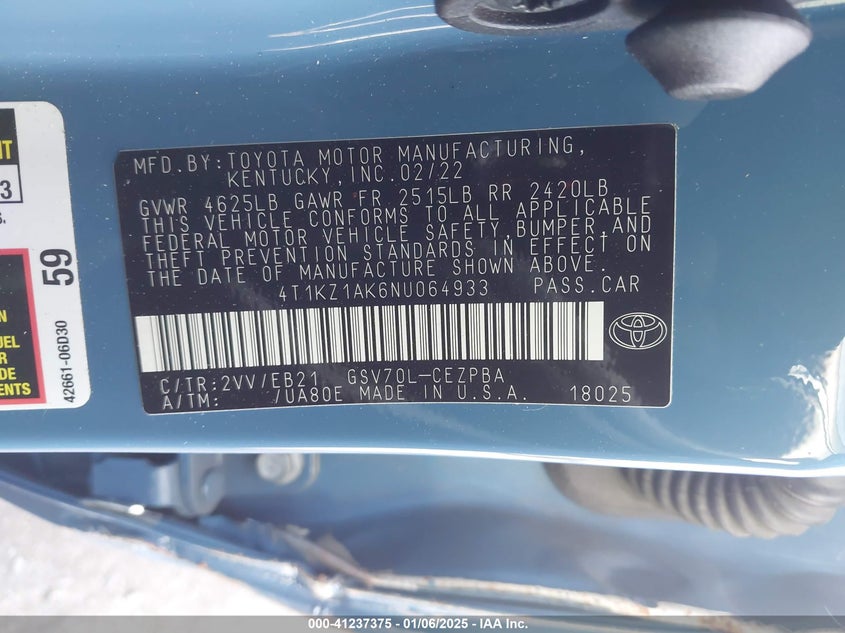 MFD. BY: TOYOTA MOTOR MANUFACTURING,
KENTUCKY, INC. 02/22
GVWR 4625LB GAWR FR 2515LB RR 2420LB
THIS VEHICLE CONFORMS TO ALL APPLICABLE
FEDERAL MOTOR VEHICLE SAFETY, BUMPER, AND
THEFT PREVENTION STANDARDS IN EFFECT ON
THE DATE OF MANUFACTURE SHOWN ABOVE.
4T1KZ1AK6NU064933 PASS. CAR
C/TR: 2VV/EB21 GSV70L-CEZPBA
A/TM: /UA80E MADE IN U.S.A. 18025
3
59
42661-06D30
--00-41237375 - 01/06/2025 - IAA Inc.